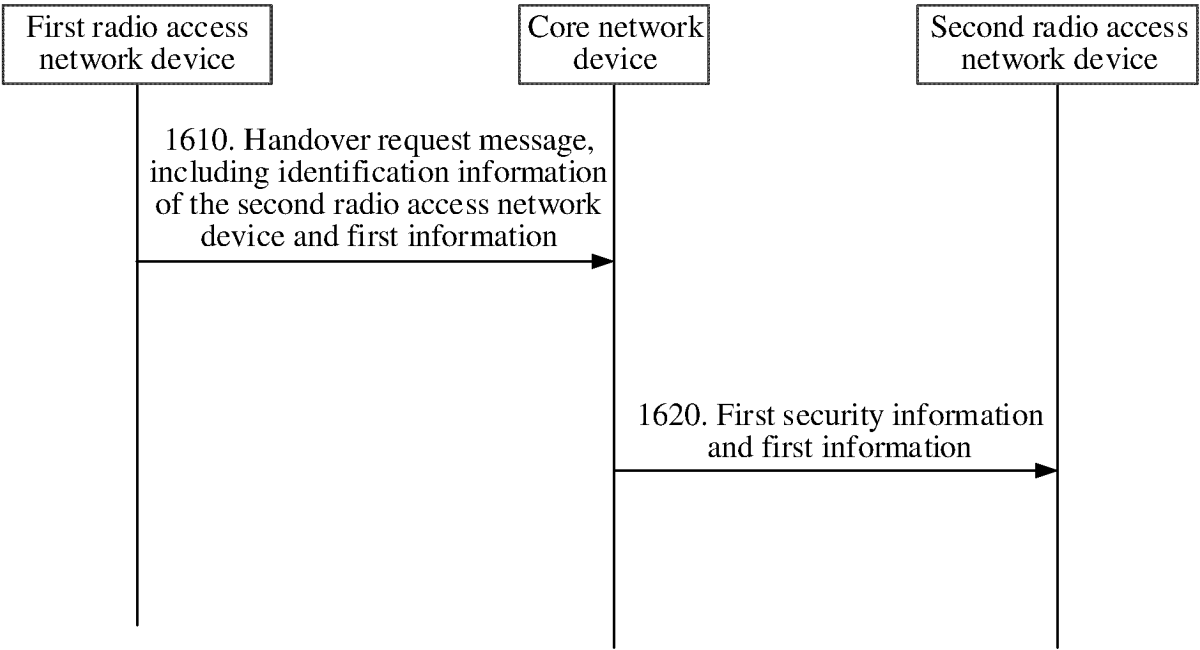 First radio access
network device
Core network
device
Second radio access
network device
1610. Handover request message,
including identification information
of the second radio access network
device and first information
1620. First security information
and first information